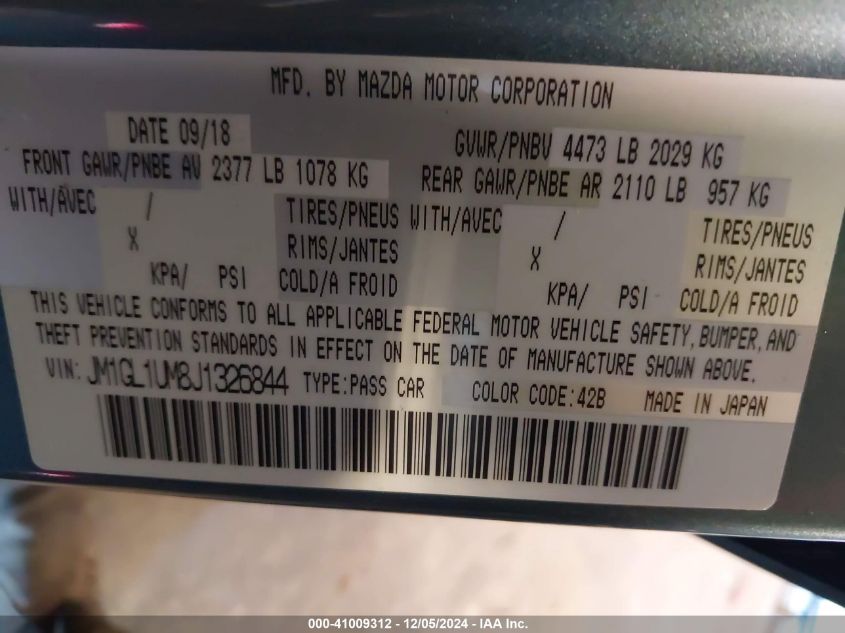 MFD. BY MAZDA MOTOR CORPORATION
DATE 09/18 GVWR/PNBV 4473 LB 2029 KG
FRONT GAWR/PNBE AV 2377 LB 1078 KG REAR GAWR/PNBE AR 2110 LB 957 KG
WITH/AVEC / TIRES/PNEUS WITH/AVEC / TIRES/PNEUS
X RIMS/JANTES X RIMS/JANTES
KPA/ PSI COLD/A FROID KPA/ PSI COLD/A FROID
THIS VEHICLE CONFORMS TO ALL APPLICABLE FEDERAL MOTOR VEHICLE SAFETY, BUMPER, AND
THEFT PREVENTION STANDARDS IN EFFECT ON THE DATE OF MANUFACTURE SHOWN ABOVE.
VIN: JM1GL1UM8J1326844 TYPE:PASS CAR COLOR CODE:42B MADE IN JAPAN
000-41009312 - 12/05/2024 - IAA Inc.